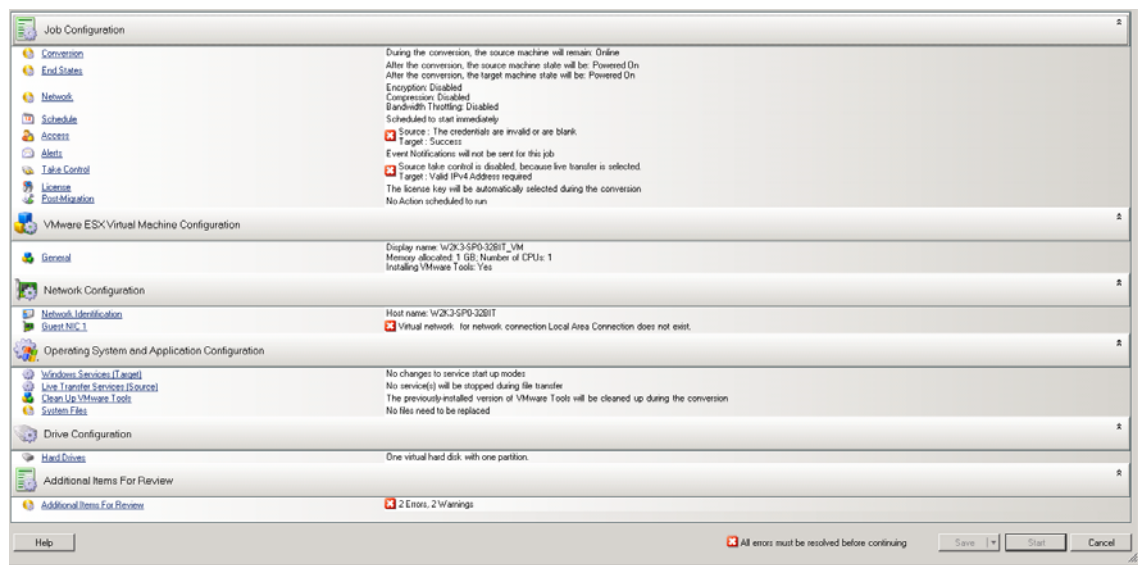 Job Configuration
Conversion During the conversion, the source machine will remain: Online
End States After the conversion, the source machine state will be: Powered On
After the conversion, the target machine state will be: Powered On
Network Encryption: Disabled
Compression: Disabled
Bandwidth Throttling: Disabled
Schedule Scheduled to start immediately
Access Source : The credentials are invalid or are blank
Target : Success
Alerts Event Notifications will not be sent for this job
Take Control Source take control is disabled, because live transfer is selected.
Target : Valid IPv4 Address required
License The license key will be automatically selected during the conversion
Post-Migration No Action scheduled to run
VMware ESX Virtual Machine Configuration
General Display name: W2K3-SP0-32BIT_VM
Memory allocated: 1 GB; Number of CPUs: 1
Installing VMware Tools: Yes
Network Configuration
Network Identification Host name: W2K3-SP0-32BIT
Guest NIC 1 Virtual network for network connection Local Area Connection does not exist.
Operating System and Application Configuration
Windows Services (Target) No changes to service start up modes
Live Transfer Services (Source) No service(s) will be stopped during file transfer
Clean Up VMware Tools The previously-installed version of VMware Tools will be cleaned up during the conversion
System Files No files need to be replaced
Drive Configuration
Hard Drives One virtual hard disk with one partition.
Additional Items For Review
Additional Items For Review 2 Errors, 2 Warnings
Help All errors must be resolved before continuing Save Start Cancel